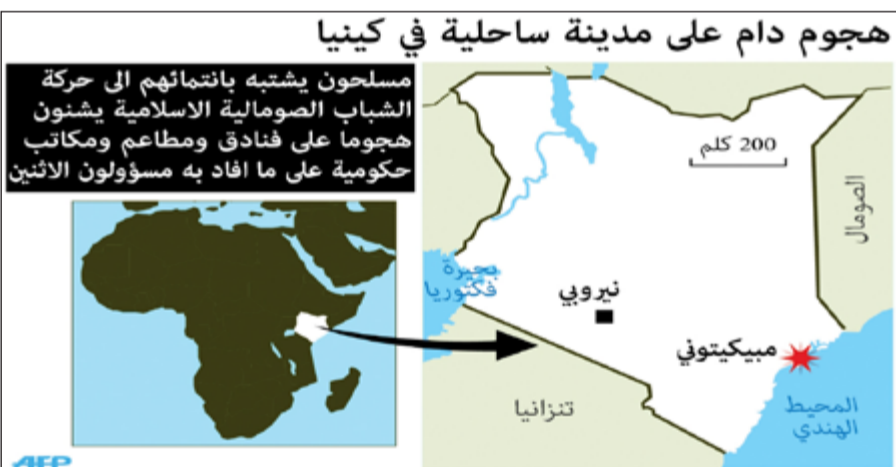 هجوم دام على مدينة ساحلية في كينيا
مسلحون يشتبه بانتمائهم الى حركة
الشباب الصومالية الاسلامية يشنون
هجوما على فنادق ومطاعم ومكاتب
حكومية على ما افاد به مسؤولون الاثنين
200 كلم
الصومال
بحيرة
فكتوريا
نيروبي
مبيكيتوني
تنزانيا
المحيط
الهندي
AFP